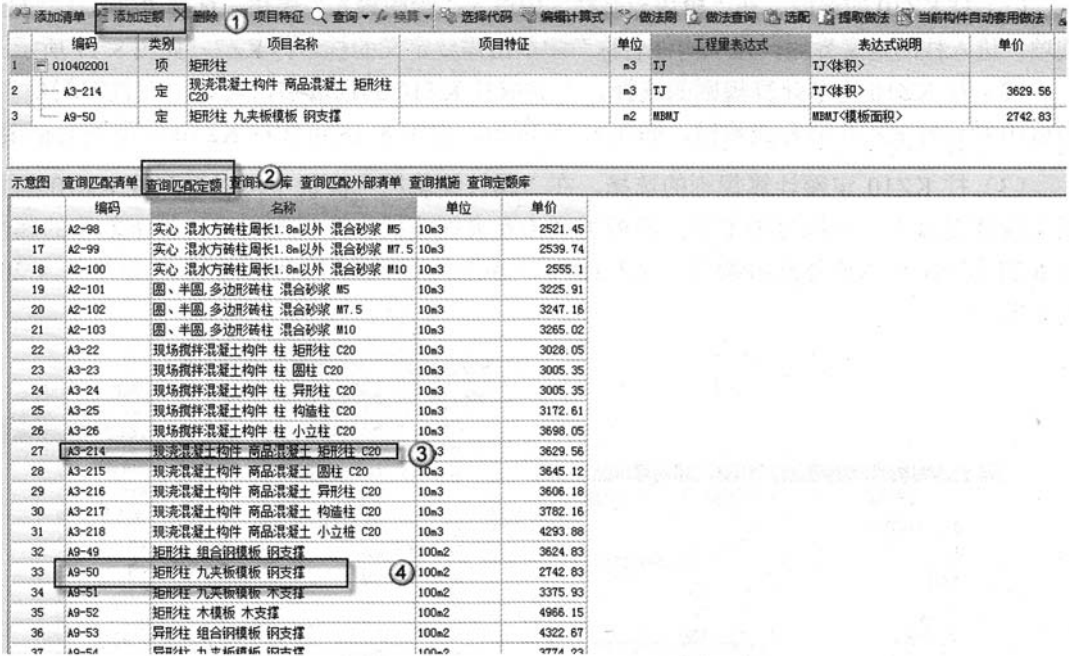 添加清单 添加定额 删除 ① 项目特征 查询 换算 选择代码 编辑计算式 做法刷 做法查询 选配 提取做法 当前构件自动套用做法
编码 类别 项目名称 项目特征 单位 工程量表达式 表达式说明 单价
1 010402001 项 矩形柱 m3 TJ TJ<体积>
2 A3-214 定 现浇混凝土构件 商品混凝土 矩形柱 C20 m3 TJ TJ<体积> 3629.56
3 A9-50 定 矩形柱 九夹板模板 钢支撑 m2 MBMJ MBMJ<模板面积> 2742.83
示意图 查询匹配清单 查询匹配定额 ② 库 查询匹配外部清单 查询措施 查询定额库
编码 名称 单位 单价
16 A2-98 实心 混水方砖柱周长1.8m以外 混合砂浆 M5 10m3 2521.45
17 A2-99 实心 混水方砖柱周长1.8m以外 混合砂浆 M7.5 10m3 2539.74
18 A2-100 实心 混水方砖柱周长1.8m以外 混合砂浆 M10 10m3 2555.1
19 A2-101 圆、半圆,多边形砖柱 混合砂浆 M5 10m3 3225.91
20 A2-102 圆、半圆,多边形砖柱 混合砂浆 M7.5 10m3 3247.16
21 A2-103 圆、半圆,多边形砖柱 混合砂浆 M10 10m3 3265.02
22 A3-22 现场搅拌混凝土构件 柱 矩形柱 C20 10m3 3028.05
23 A3-23 现场搅拌混凝土构件 柱 圆柱 C20 10m3 3005.35
24 A3-24 现场搅拌混凝土构件 柱 异形柱 C20 10m3 3005.35
25 A3-25 现场搅拌混凝土构件 柱 构造柱 C20 10m3 3172.61
26 A3-26 现场搅拌混凝土构件 柱 小立柱 C20 10m3 3698.05
27 A3-214 现浇混凝土构件 商品混凝土 矩形柱 C20 ③ 3629.56
28 A3-215 现浇混凝土构件 商品混凝土 圆柱 C20 10m3 3645.12
29 A3-216 现浇混凝土构件 商品混凝土 异形柱 C20 10m3 3606.18
30 A3-217 现浇混凝土构件 商品混凝土 构造柱 C20 10m3 3782.16
31 A3-218 现浇混凝土构件 商品混凝土 小立桩 C20 10m3 4293.88
32 A9-49 矩形柱 组合钢模板 钢支撑 100m2 3624.83
33 A9-50 矩形柱 九夹板模板 钢支撑 ④ 100m2 2742.83
34 A9-51 矩形柱 九夹板模板 木支撑 100m2 3375.93
35 A9-52 矩形柱 木模板 木支撑 100m2 4966.15
36 A9-53 异形柱 组合钢模板 钢支撑 100m2 4322.67
37 A9-54 异形柱 九夹板模板 钢支撑 100m2 3774.23